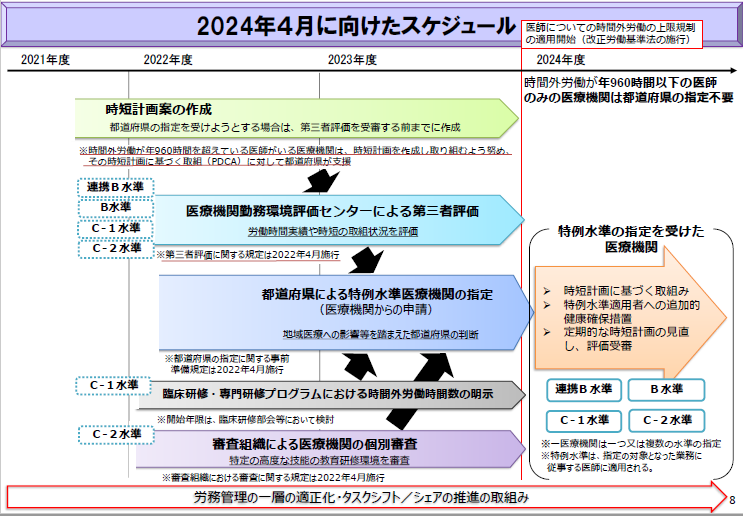 2024年4月に向けたスケジュール
医師についての時間外労働の上限規制
の適用開始（改正労働基準法の施行）
2021年度
2022年度
2023年度
2024年度
時間外労働が年960時間以下の医師
のみの医療機関は都道府県の指定不要
時短計画案の作成
都道府県の指定を受けようとする場合は、第三者評価を受審する前までに作成
※時間外労働が年960時間を超えている医師がいる医療機関は、時短計画を作成し取り組むよう努め、
その時短計画に基づく取組（PDCA）に対して都道府県が支援
連携Ｂ水準
B水準
C-１水準
C-２水準
医療機関勤務環境評価センターによる第三者評価
労働時間実績や時短の取組状況を評価
※第三者評価に関する規定は2022年4月施行
都道府県による特例水準医療機関の指定
（医療機関からの申請）
地域医療への影響等を踏まえた都道府県の判断
※都道府県の指定に関する事前
準備規定は2022年4月施行
C-１水準
臨床研修・専門研修プログラムにおける時間外労働時間数の明示
※開始年限は、臨床研修部会等において検討
C-２水準
審査組織による医療機関の個別審査
特定の高度な技能の教育研修環境を審査
※審査組織における審査に関する規定は2022年4月施行
特例水準の指定を受けた
医療機関
➢ 時短計画に基づく取組み
➢ 特例水準適用者への追加的
健康確保措置
➢ 定期的な時短計画の見直
し、評価受審
連携Ｂ水準
Ｂ水準
C-１水準
C-２水準
※一医療機関は一つ又は複数の水準の指定
※特例水準は、指定の対象となった業務に
従事する医師に適用される。
労務管理の一層の適正化・タスクシフト／シェアの推進の取組み
8